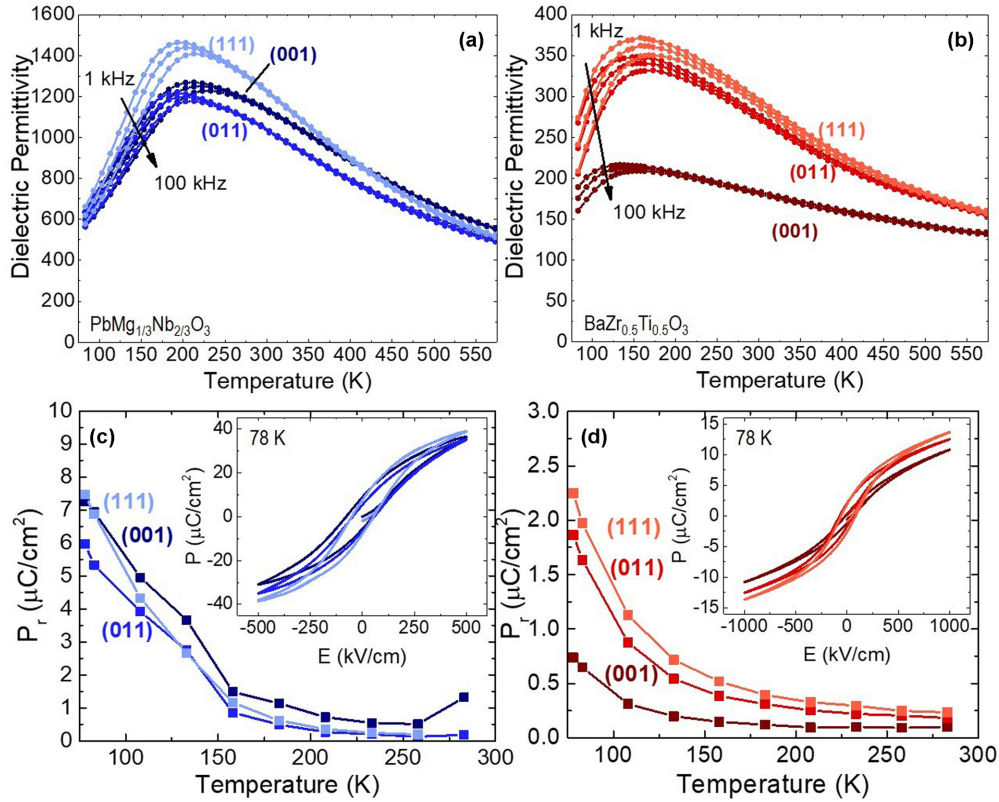 (a)
1600
1400
1200
1000
800
600
400
200
0
Dielectric Permittivity
(111)
(001)
1 kHz
(011)
100 kHz
PbMg1/3Nb2/3O3
100 150 200 250 300 350 400 450 500 550
Temperature (K)
(b)
400
350
300
250
200
150
100
50
0
Dielectric Permittivity
1 kHz
(111)
(011)
100 kHz
(001)
BaZr0.5Ti0.5O3
100 150 200 250 300 350 400 450 500 550
Temperature (K)
(c)
10
9
8
7
6
5
4
3
2
1
0
Pr (μC/cm2)
(111)
(001)
(011)
78 K
40
20
0
-20
-40
P (μC/cm2)
-500 -250 0 250 500
E (kV/cm)
100 150 200 250 300
Temperature (K)
(d)
3.0
2.5
2.0
1.5
1.0
0.5
0.0
Pr (μC/cm2)
(111)
(011)
(001)
78 K
15
10
5
0
-5
-10
-15
P (μC/cm2)
-1000 -500 0 500 1000
E (kV/cm)
100 150 200 250 300
Temperature (K)